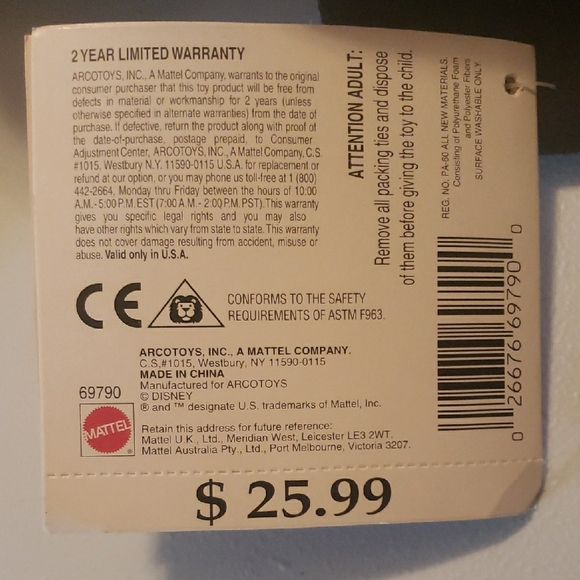 2 YEAR LIMITED WARRANTY
ARCOTOYS, INC., A Mattel Company, warrants to the original
consumer purchaser that this toy product will be free from
defects in material or workmanship for 2 years (unless
otherwise specified in alternate warranties) from the date of
purchase. If defective, return the product along with proof of
the date-of-purchase, postage prepaid, to Consumer
Adjustment Center, ARCOTOYS, INC., A Mattel Company, C.S.
#1015, Westbury N.Y. 11590-0115 U.S.A. for replacement or
refund at our option, or you may phone us toll-free at 1 (800)
442-2664, Monday thru Friday between the hours of 10:00
A.M.-5:00 P.M EST (7:00 A.M.- 2:00 P.M. PST). This warranty
gives you specific legal rights and you may also
have other rights which vary from state to state. This warranty
does not cover damage resulting from accident, misuse or
abuse. Valid only in U.S.A.
ATTENTION ADULT:
Remove all packing ties and dispose
of them before giving the toy to the child.
REG. NO. PA-60 ALL NEW MATERIALS.
Consisting of Polyurethane Foam
and Polyester Fibers
SURFACE WASHABLE ONLY
CE
CONFORMS TO THE SAFETY
REQUIREMENTS OF ASTM F963.
0 26676 69790 0
ARCOTOYS, INC., A MATTEL COMPANY.
C.S,#1015, Westbury, NY 11590-0115
MADE IN CHINA
Manufactured for ARCOTOYS
© DISNEY
® and ™ designate U.S. trademarks of Mattel, Inc.
69790
MATTEL
®
Retain this address for future reference:
Mattel U.K., Ltd., Meridian West, Leicester LE3 2WT.
Mattel Australia Pty., Ltd., Port Melbourne, Victoria 3207.
$ 25.99